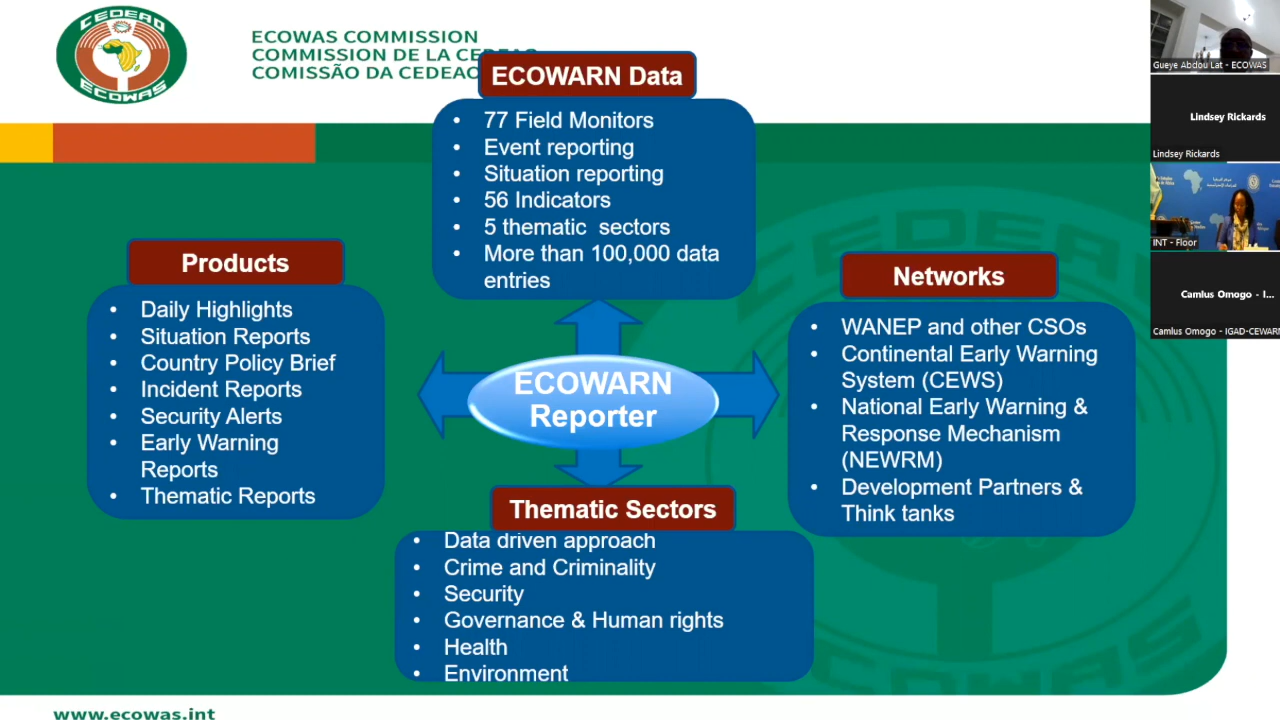 CEDEAO
ECOWAS
ECOWAS COMMISSION
COMMISSION DE LA CEDEAO
COMISSÃO DA CEDEAO
ECOWARN Data
• 77 Field Monitors
• Event reporting
• Situation reporting
• 56 Indicators
• 5 thematic sectors
• More than 100,000 data
entries
Products
• Daily Highlights
• Situation Reports
• Country Policy Brief
• Incident Reports
• Security Alerts
• Early Warning
Reports
• Thematic Reports
ECOWARN
Reporter
Networks
• WANEP and other CSOs
• Continental Early Warning
System (CEWS)
• National Early Warning &
Response Mechanism
(NEWRM)
• Development Partners &
Think tanks
Thematic Sectors
• Data driven approach
• Crime and Criminality
• Security
• Governance & Human rights
• Health
• Environment
www.ecowas.int
CEDEAO
ECOWAS
Gueye Abdou Lat - ECOWAS
Lindsey Rickards
Lindsey Rickards
INT - Floor
Camlus Omogo - I...
Camlus Omogo - IGAD-CEWARN